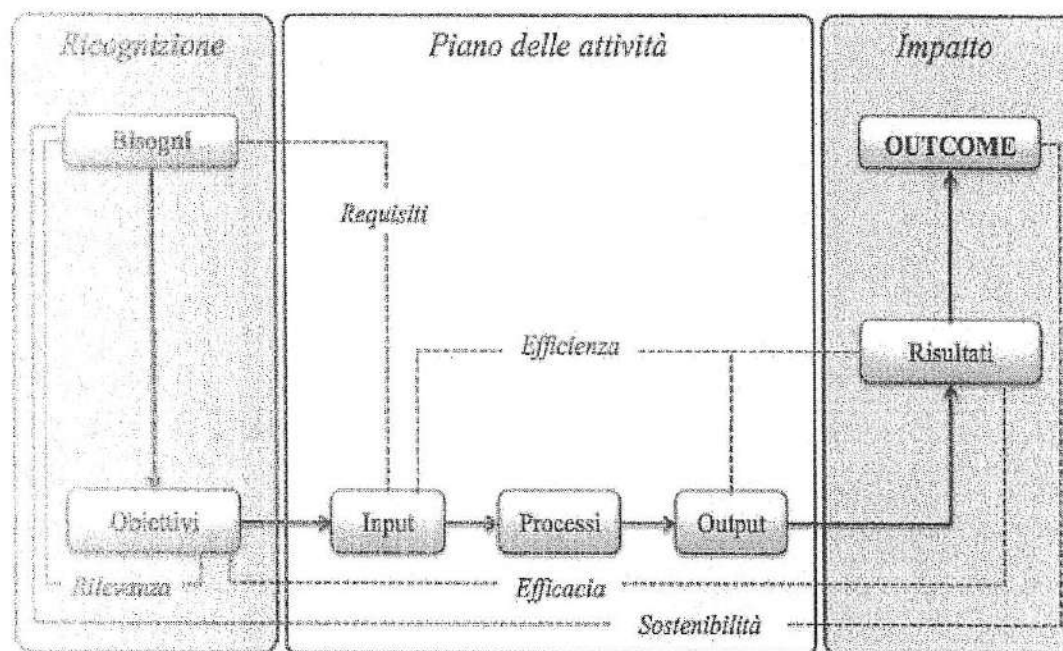 Ricognizione
Piano delle attività
Impatto
Bisogni
OUTCOME
Requisiti
Efficienza
Risultati
Obiettivi
Input
Processi
Output
Rilevanza
Efficacia
Sostenibilità